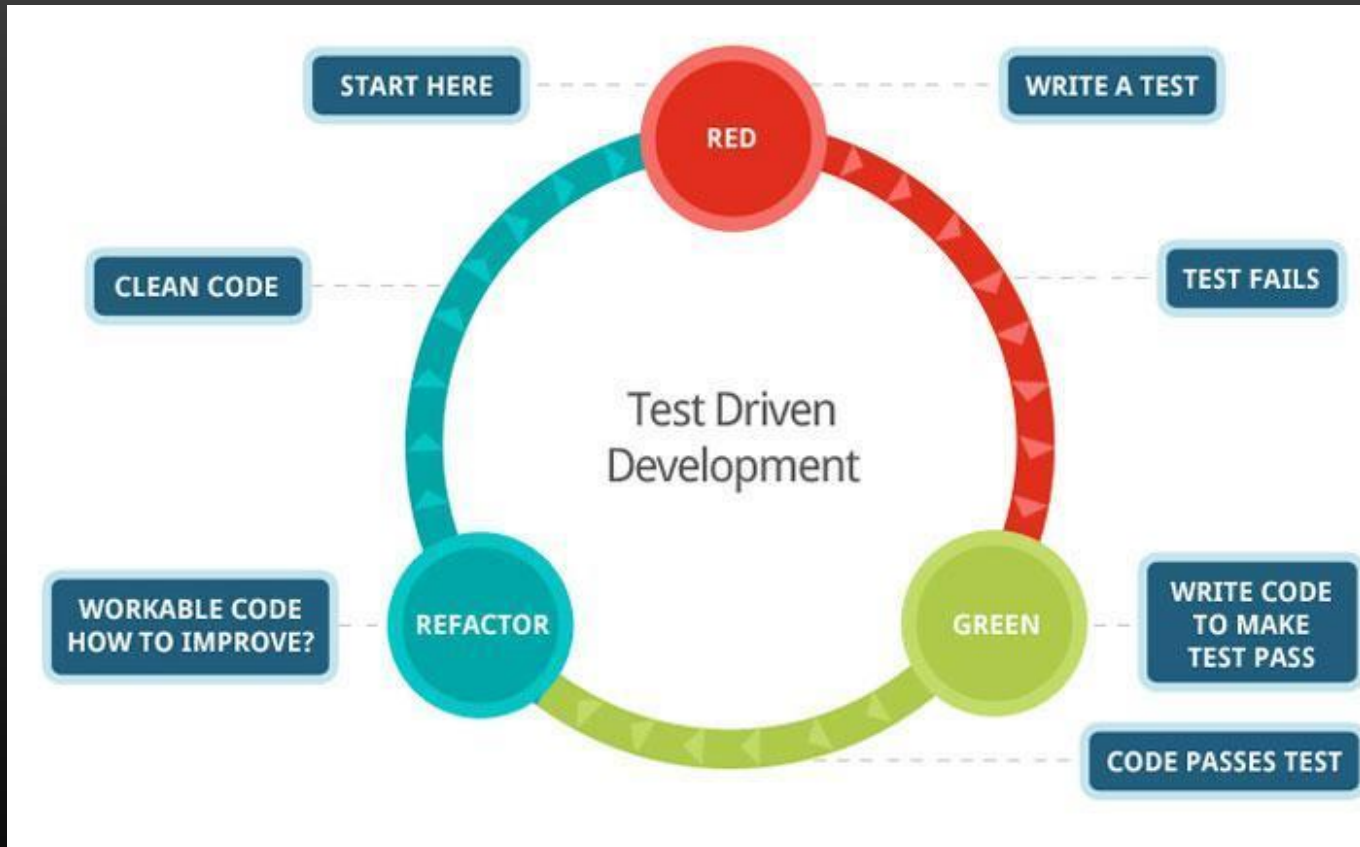 START HERE
WRITE A TEST
RED
CLEAN CODE
TEST FAILS
Test Driven
Development
WORKABLE CODE
HOW TO IMPROVE?
REFACTOR
GREEN
WRITE CODE
TO MAKE
TEST PASS
CODE PASSES TEST